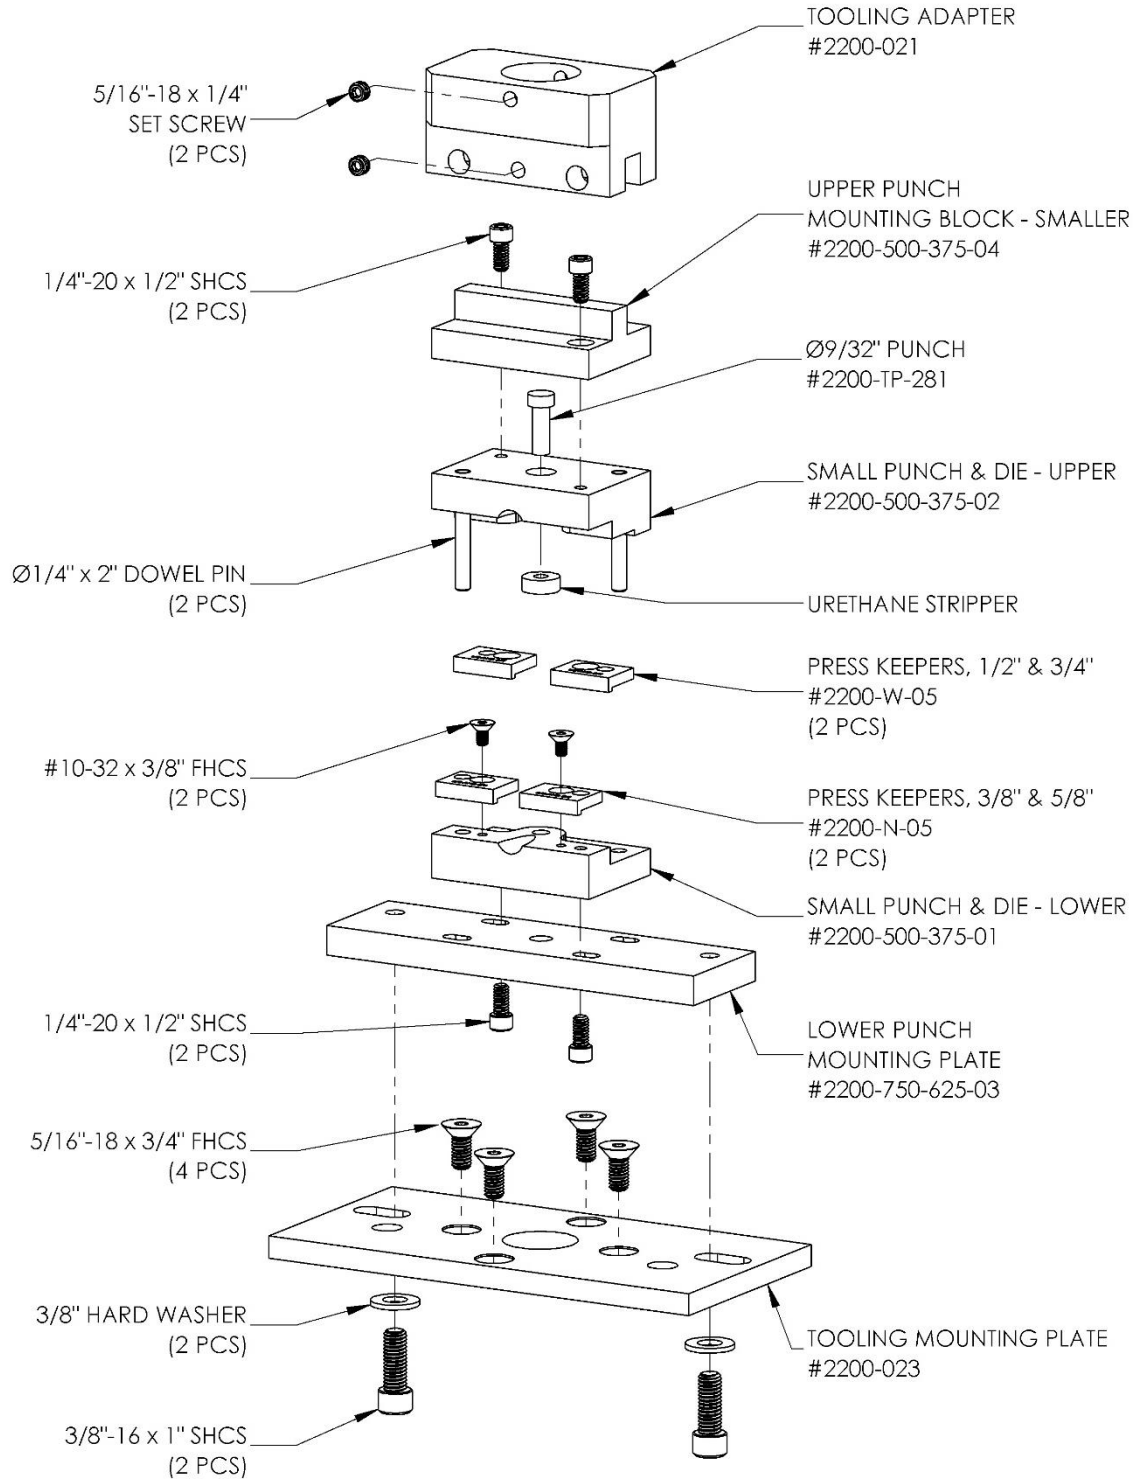 TOOLING ADAPTER
#2200-021
5/16"-18 x 1/4"
SET SCREW
(2 PCS)
UPPER PUNCH
MOUNTING BLOCK - SMALLER
#2200-500-375-04
1/4"-20 x 1/2" SHCS
(2 PCS)
Ø9/32" PUNCH
#2200-TP-281
SMALL PUNCH & DIE - UPPER
#2200-500-375-02
Ø1/4" x 2" DOWEL PIN
(2 PCS)
URETHANE STRIPPER
PRESS KEEPERS, 1/2" & 3/4"
#2200-W-05
(2 PCS)
#10-32 x 3/8" FHCS
(2 PCS)
PRESS KEEPERS, 3/8" & 5/8"
#2200-N-05
(2 PCS)
SMALL PUNCH & DIE - LOWER
#2200-500-375-01
1/4"-20 x 1/2" SHCS
(2 PCS)
LOWER PUNCH
MOUNTING PLATE
#2200-750-625-03
5/16"-18 x 3/4" FHCS
(4 PCS)
3/8" HARD WASHER
(2 PCS)
TOOLING MOUNTING PLATE
#2200-023
3/8"-16 x 1" SHCS
(2 PCS)